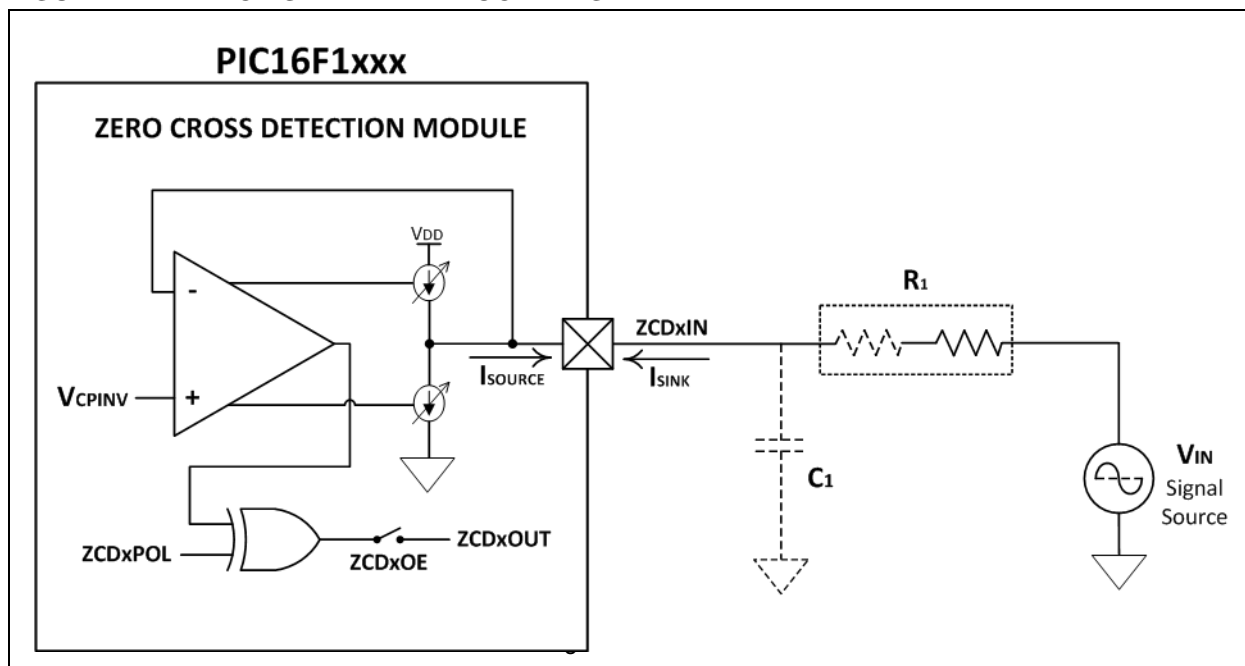 PIC16F1xxx
ZERO CROSS DETECTION MODULE
VDD
-
+
VCPINV
ISOURCE
ZCDxIN
ISINK
R1
C1
VIN
Signal
Source
ZCDxPOL
ZCDxOE
ZCDxOUT